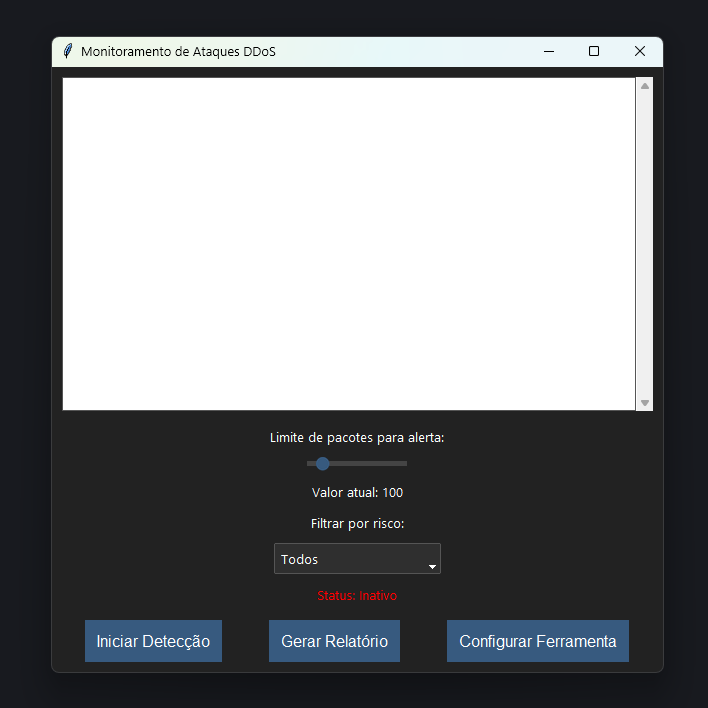 Monitoramento de Ataques DDoS
Limite de pacotes para alerta:
Valor atual: 100
Filtrar por risco:
Todos
Status: Inativo
Iniciar Detecção
Gerar Relatório
Configurar Ferramenta